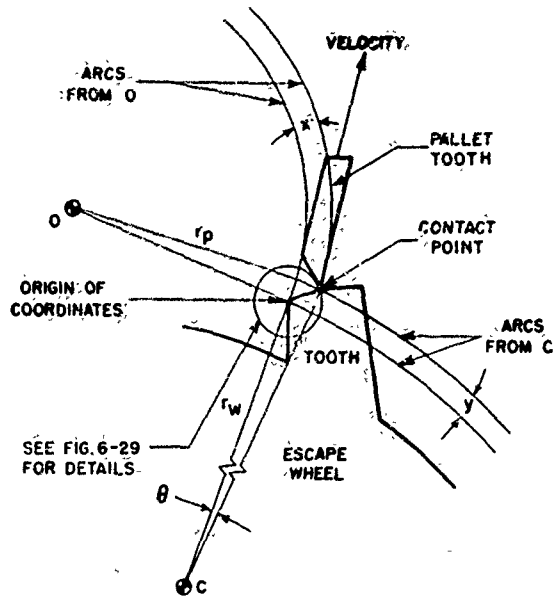 VELOCITY
ARCS
FROM O
x
PALLET
TOOTH
O
rp
CONTACT
POINT
ORIGIN OF
COORDINATES
ARCS
FROM C
TOOTH
rw
y
SEE FIG. 6-29
FOR DETAILS
ESCAPE
WHEEL
θ
C